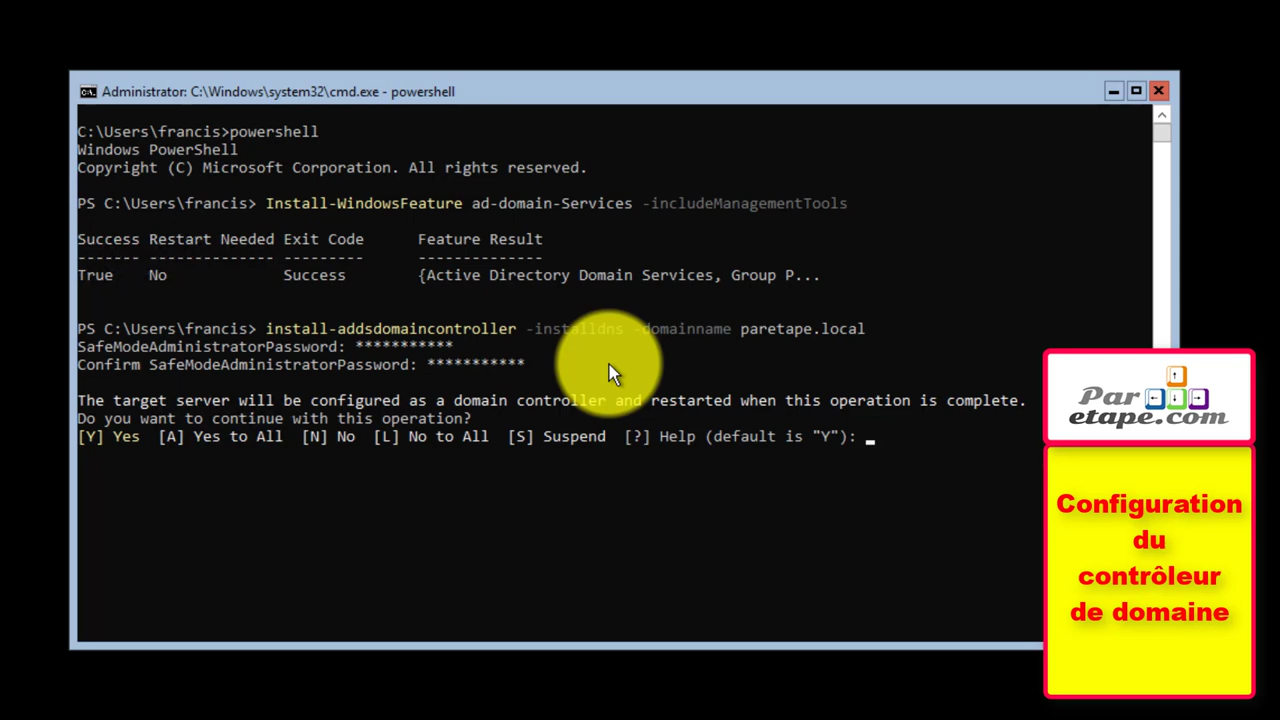 Administrator: C:\Windows\system32\cmd.exe - powershell
C:\Users\francis>powershell
Windows PowerShell
Copyright (C) Microsoft Corporation. All rights reserved.
PS C:\Users\francis> Install-WindowsFeature ad-domain-Services -includeManagementTools
Success Restart Needed Exit Code      Feature Result
------- -------------- ---------      --------------
True    No             Success        {Active Directory Domain Services, Group P...
PS C:\Users\francis> install-addsdomaincontroller -installdns -domainname paretape.local
SafeModeAdministratorPassword: ***********
Confirm SafeModeAdministratorPassword: ***********
The target server will be configured as a domain controller and restarted when this operation is complete.
Do you want to continue with this operation?
[Y] Yes  [A] Yes to All  [N] No  [L] No to All  [S] Suspend  [?] Help (default is "Y"): _
Par
etape.com
Configuration
du
contrôleur
de domaine